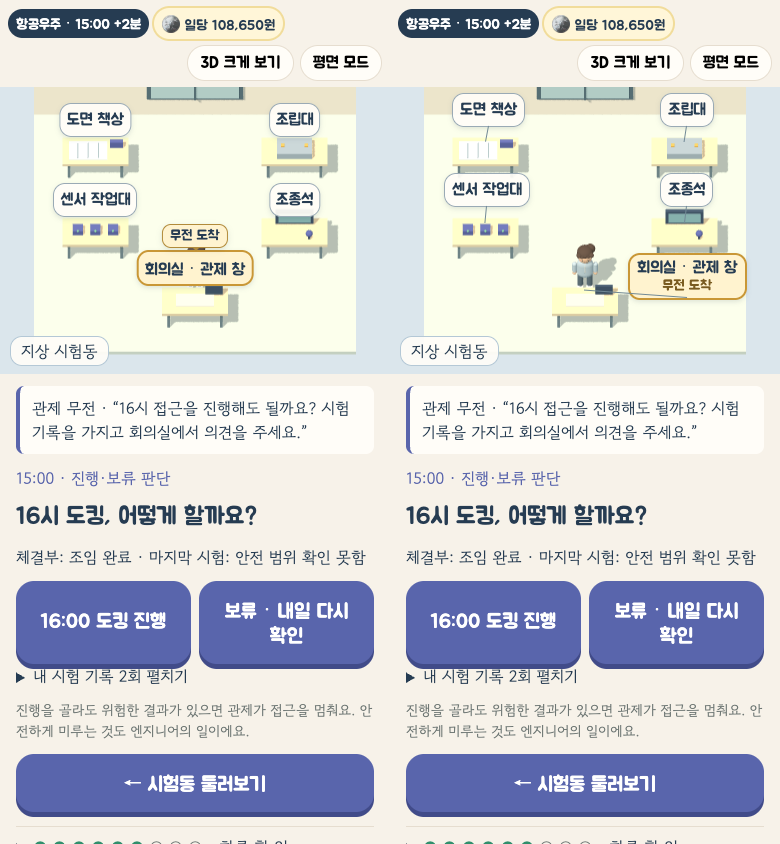 항공우주 · 15:00 +2분
일당 108,650원
3D 크게 보기
평면 모드
도면 책상
조립대
센서 작업대
조종석
무전 도착
회의실 · 관제 창
지상 시험동
관제 무전 · “16시 접근을 진행해도 될까요? 시험
기록을 가지고 회의실에서 의견을 주세요.”
15:00 · 진행·보류 판단
16시 도킹, 어떻게 할까요?
체결부: 조임 완료 · 마지막 시험: 안전 범위 확인 못함
16:00 도킹 진행
보류 · 내일 다시
확인
▶ 내 시험 기록 2회 펼치기
진행을 골라도 위험한 결과가 있으면 관제가 접근을 멈춰요. 안
전하게 미루는 것도 엔지니어의 일이에요.
← 시험동 둘러보기
항공우주 · 15:00 +2분
일당 108,650원
3D 크게 보기
평면 모드
도면 책상
조립대
센서 작업대
조종석
회의실 · 관제 창
무전 도착
지상 시험동
관제 무전 · “16시 접근을 진행해도 될까요? 시험
기록을 가지고 회의실에서 의견을 주세요.”
15:00 · 진행·보류 판단
16시 도킹, 어떻게 할까요?
체결부: 조임 완료 · 마지막 시험: 안전 범위 확인 못함
16:00 도킹 진행
보류 · 내일 다시
확인
▶ 내 시험 기록 2회 펼치기
진행을 골라도 위험한 결과가 있으면 관제가 접근을 멈춰요. 안
전하게 미루는 것도 엔지니어의 일이에요.
← 시험동 둘러보기